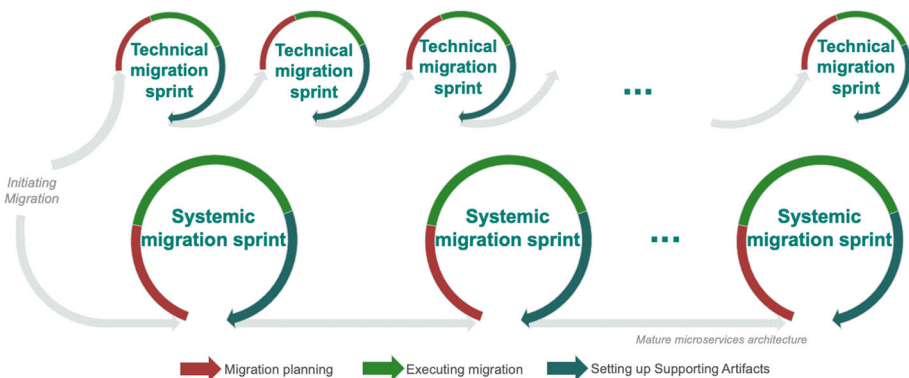 Technical
migration
sprint
Technical
migration
sprint
Technical
migration
sprint
...
Technical
migration
sprint
Initiating
Migration
Systemic
migration sprint
Systemic
migration sprint
...
Systemic
migration sprint
Mature microservices architecture
Migration planning
Executing migration
Setting up Supporting Artifacts